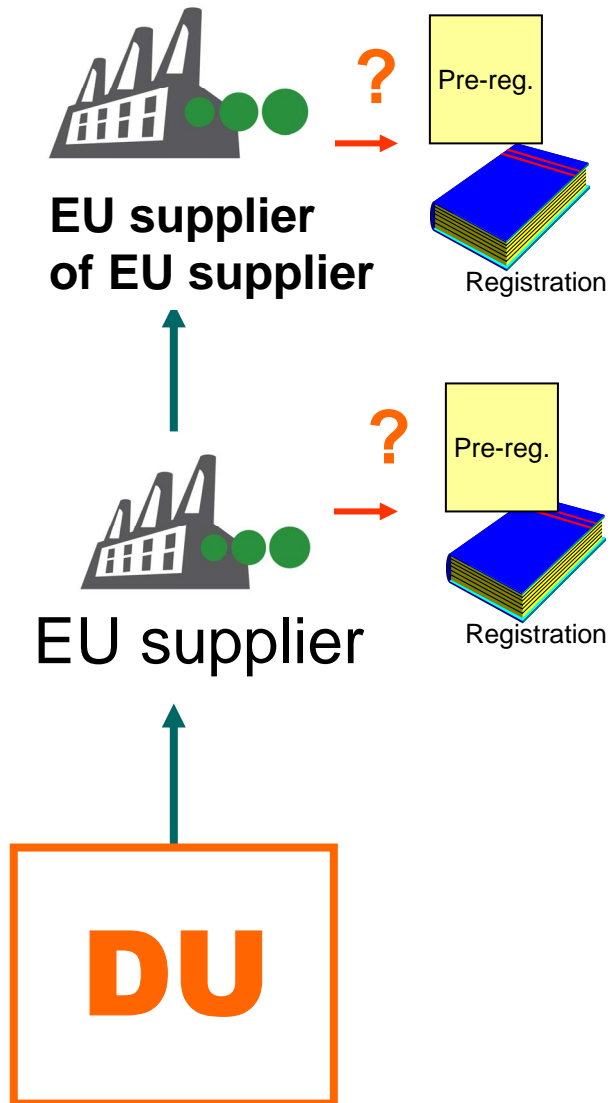 ?
Pre-reg.
EU supplier
of EU supplier
Registration
?
Pre-reg.
EU supplier
Registration
DU